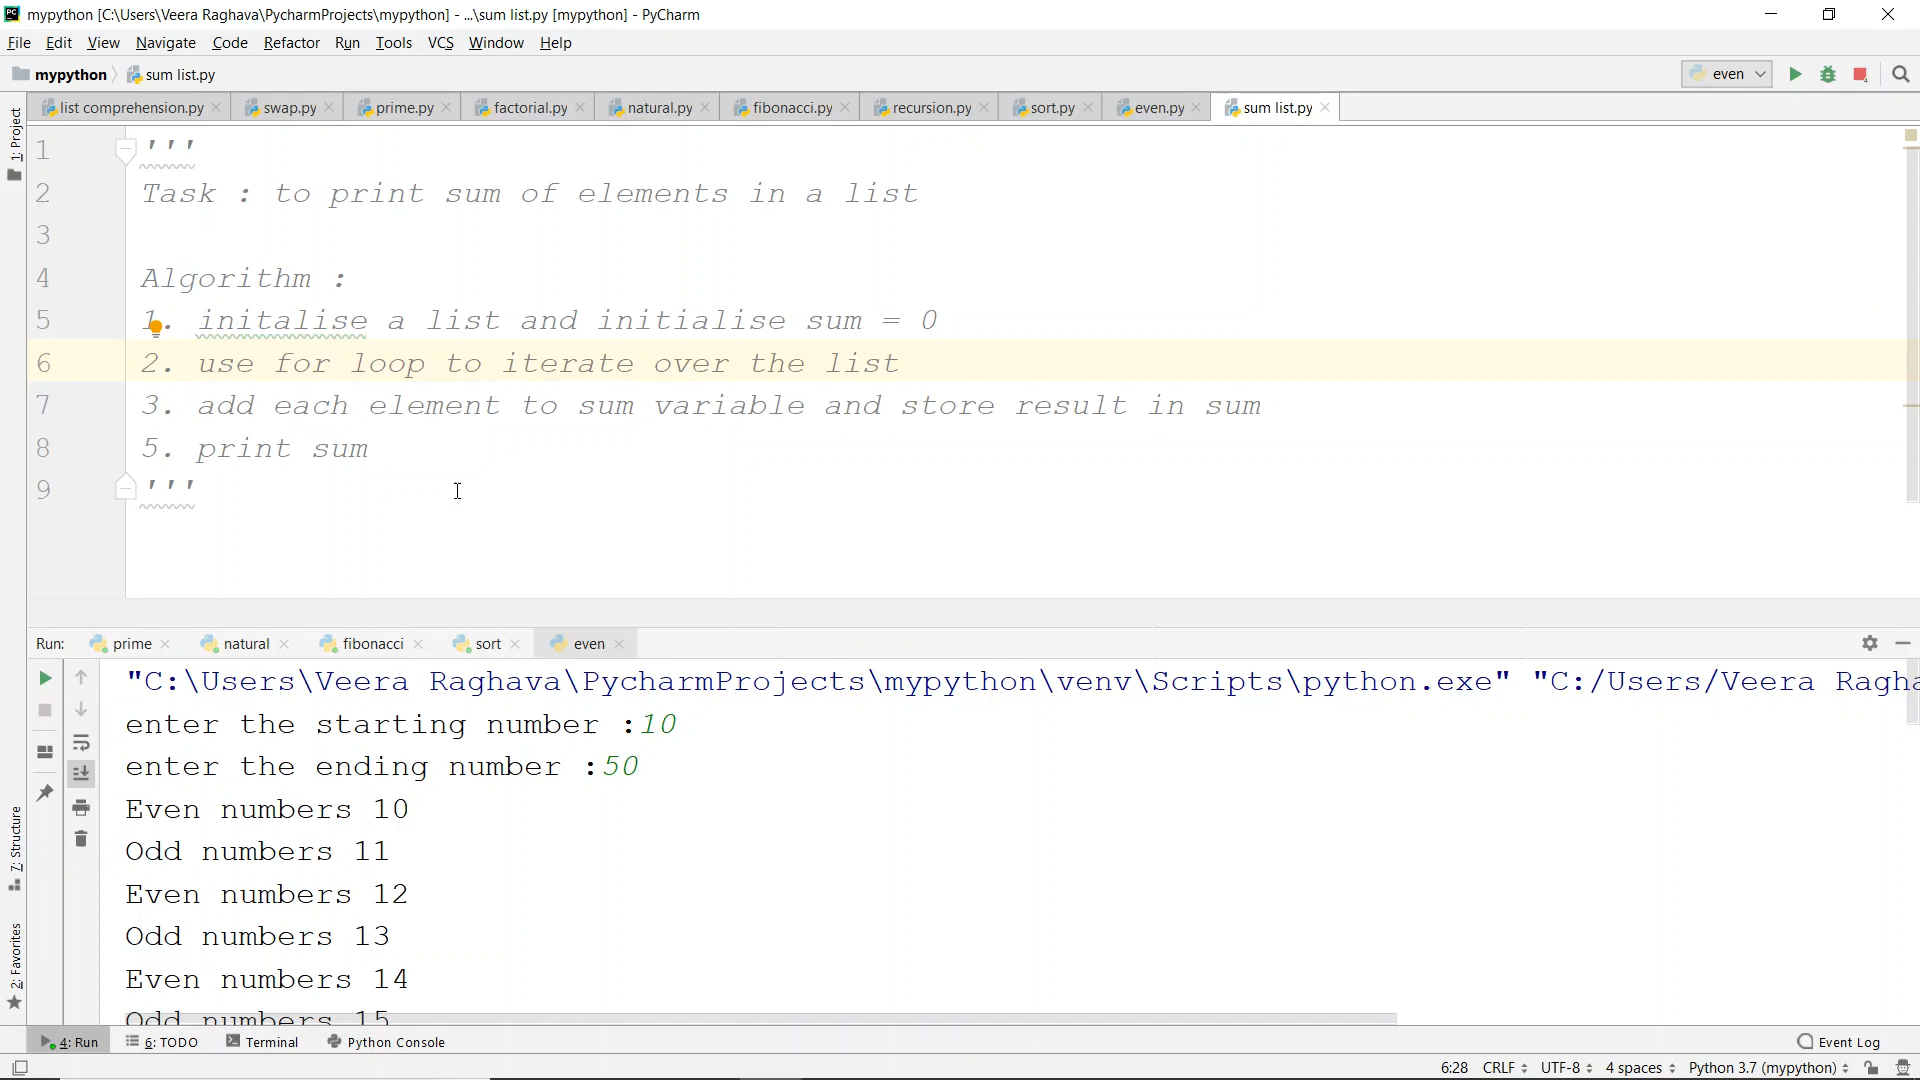 mypython [C:\Users\Veera Raghava\PycharmProjects\mypython] - ...\sum list.py [mypython] - PyCharm
File Edit View Navigate Code Refactor Run Tools VCS Window Help
mypython sum list.py even
list comprehension.py swap.py prime.py factorial.py natural.py fibonacci.py recursion.py sort.py even.py sum list.py
1: Project
1 '''
2 Task : to print sum of elements in a list
3
4 Algorithm :
5 1. initalise a list and initialise sum = 0
6 2. use for loop to iterate over the list
7 3. add each element to sum variable and store result in sum
8 5. print sum
9 '''
Run: prime natural fibonacci sort even
"C:\Users\Veera Raghava\PycharmProjects\mypython\venv\Scripts\python.exe" "C:/Users/Veera Ragha
enter the starting number :10
enter the ending number :50
Even numbers 10
Odd numbers 11
Even numbers 12
Odd numbers 13
Even numbers 14
Odd numbers 15
7: Structure
2: Favorites
4: Run 6: TODO Terminal Python Console Event Log
6:28 CRLF UTF-8 4 spaces Python 3.7 (mypython)